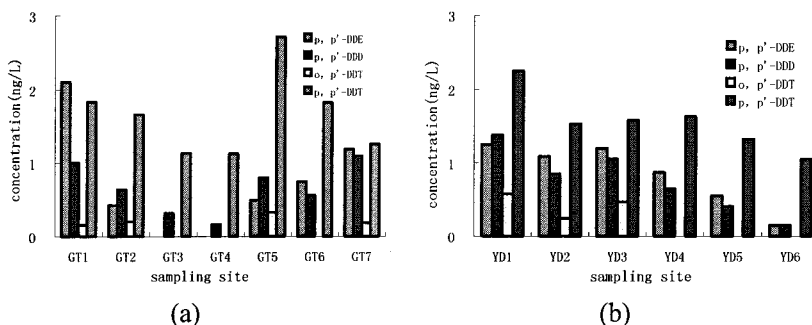 (a)
3
2
1
0
concentration(ng/L)
p, p'-DDE
p, p'-DDD
o, p'-DDT
p, p'-DDT
GT1 GT2 GT3 GT4 GT5 GT6 GT7
sampling site
(a)
(b)
3
2
1
0
concentration(ng/L)
p, p'-DDE
p, p'-DDD
o, p'-DDT
p, p'-DDT
YD1 YD2 YD3 YD4 YD5 YD6
sampling site
(b)